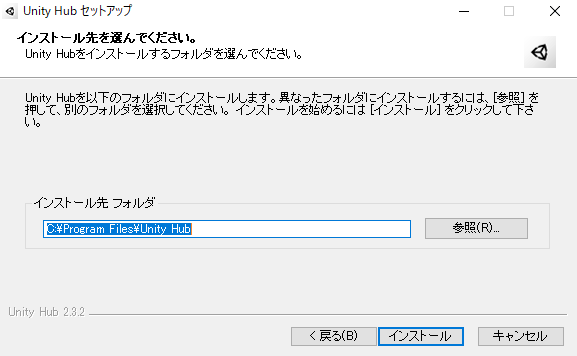 Unity Hub セットアップ
インストール先を選んでください。
Unity Hubをインストールするフォルダを選んでください。
Unity Hubを以下のフォルダにインストールします。異なったフォルダにインストールするには、[参照] を
押して、別のフォルダを選択してください。 インストールを始めるには [インストール] をクリックして下さ
い。
インストール先 フォルダ
C:¥Program Files¥Unity Hub
参照(R)...
Unity Hub 2.3.2
< 戻る(B)
インストール
キャンセル